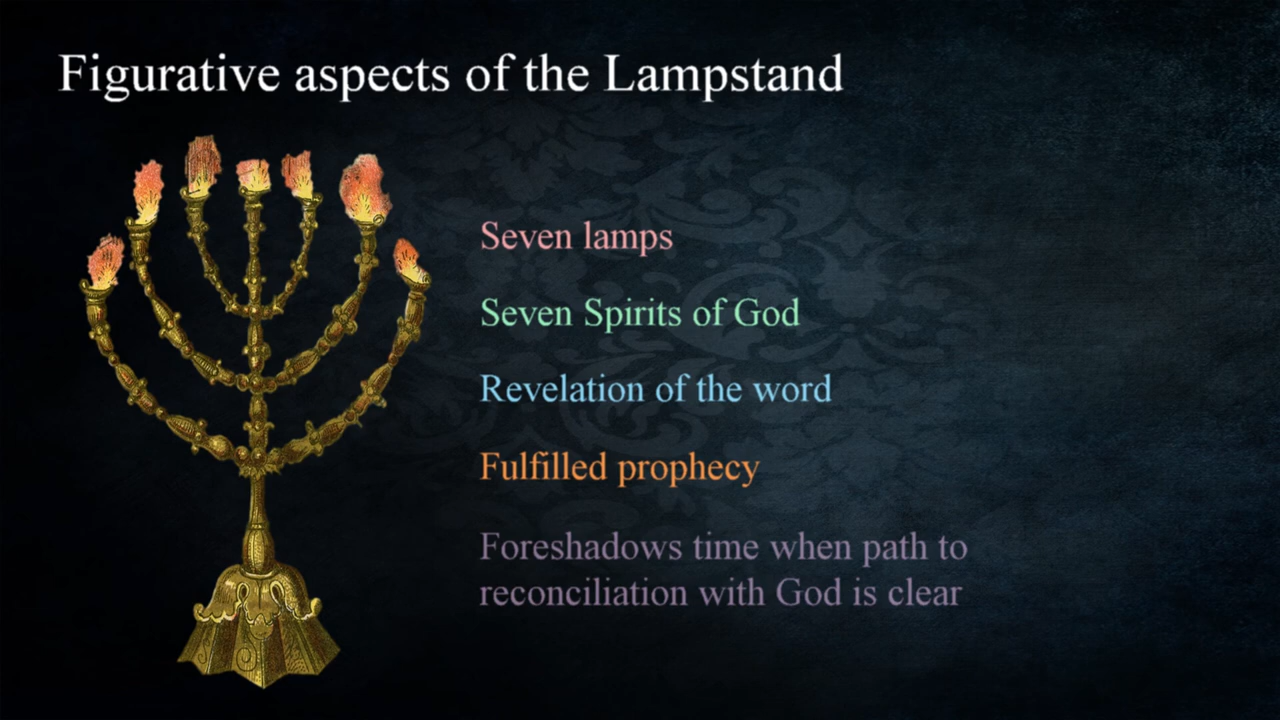 Figurative aspects of the Lampstand
Seven lamps
Seven Spirits of God
Revelation of the word
Fulfilled prophecy
Foreshadows time when path to
reconciliation with God is clear